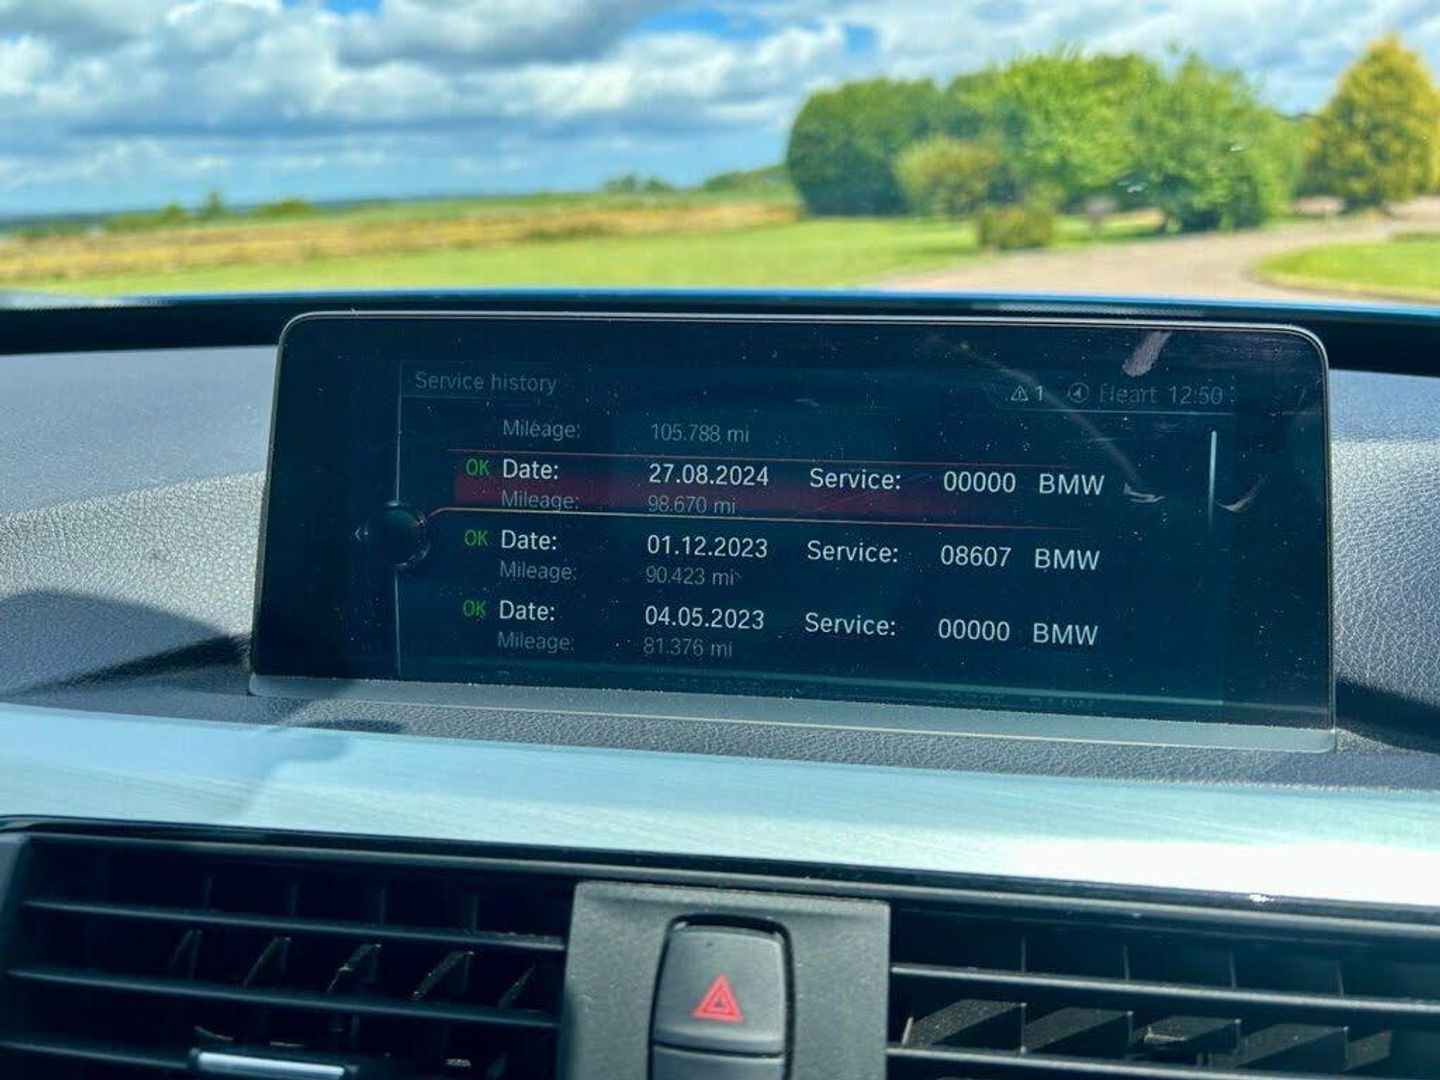 Service history
1 Heart 12:50
Mileage: 105.788 mi
OK Date: 27.08.2024 Service: 00000 BMW
Mileage: 98.670 mi
OK Date: 01.12.2023 Service: 08607 BMW
Mileage: 90.423 mi
OK Date: 04.05.2023 Service: 00000 BMW
Mileage: 81.376 mi